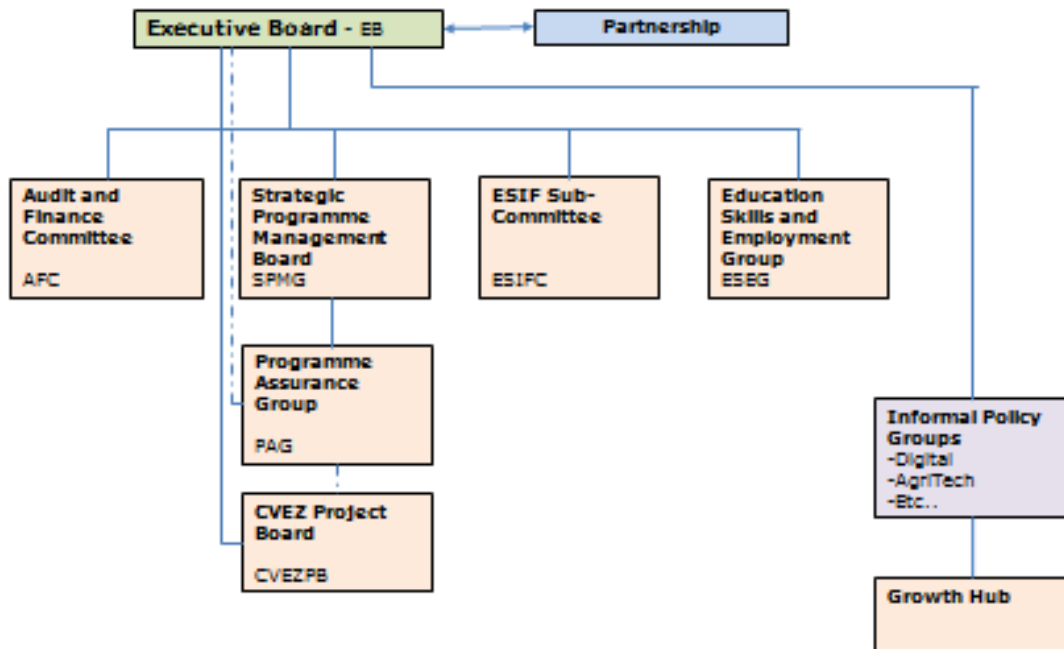 Executive Board - EB
Partnership
Audit and
Finance
Committee
AFC
Strategic
Programme
Management
Board
SPMG
ESIF Sub-
Committee
ESIFC
Education
Skills and
Employment
Group
ESEG
Programme
Assurance
Group
PAG
CVEZ Project
Board
CVEZPB
Informal Policy
Groups
-Digital
-AgriTech
-Etc..
Growth Hub